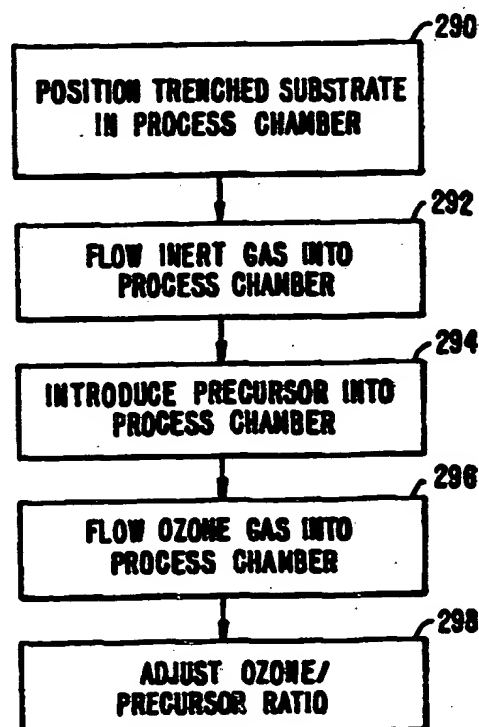 290
POSITION TRENCHED SUBSTRATE
IN PROCESS CHAMBER
292
FLOW INERT GAS INTO
PROCESS CHAMBER
294
INTRODUCE PRECURSOR INTO
PROCESS CHAMBER
296
FLOW OZONE GAS INTO
PROCESS CHAMBER
298
ADJUST OZONE/
PRECURSOR RATIO